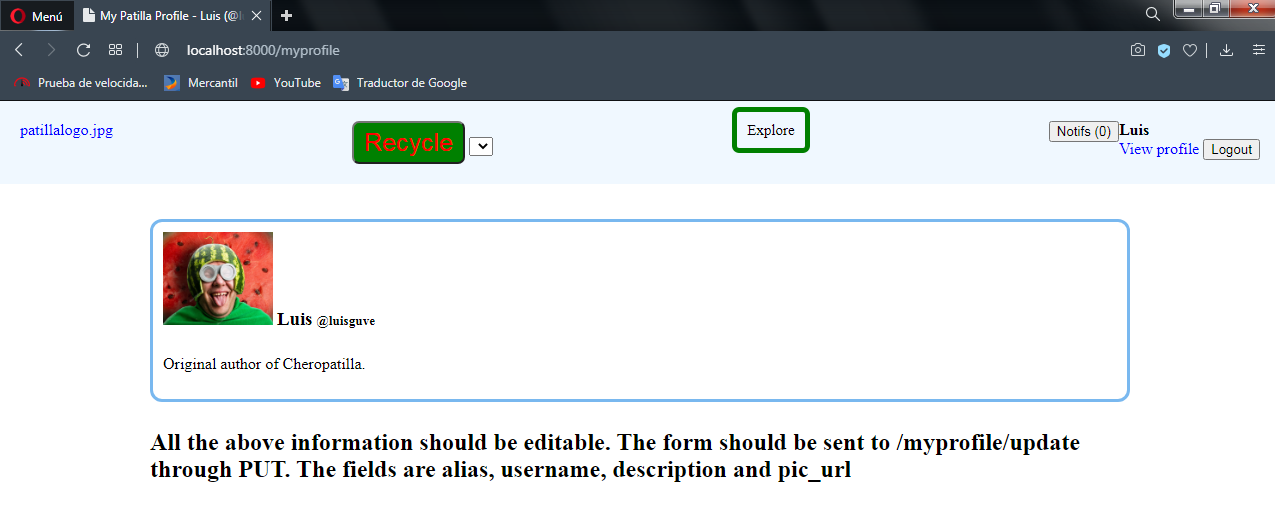 Menú
My Patilla Profile - Luis (@l
localhost:8000/myprofile
Prueba de velocida... Mercantil YouTube Traductor de Google
patillalogo.jpg Recycle Explore Notifs (0) Luis
View profile Logout
Luis @luisguve
Original author of Cheropatilla.
All the above information should be editable. The form should be sent to /myprofile/update
through PUT. The fields are alias, username, description and pic_url